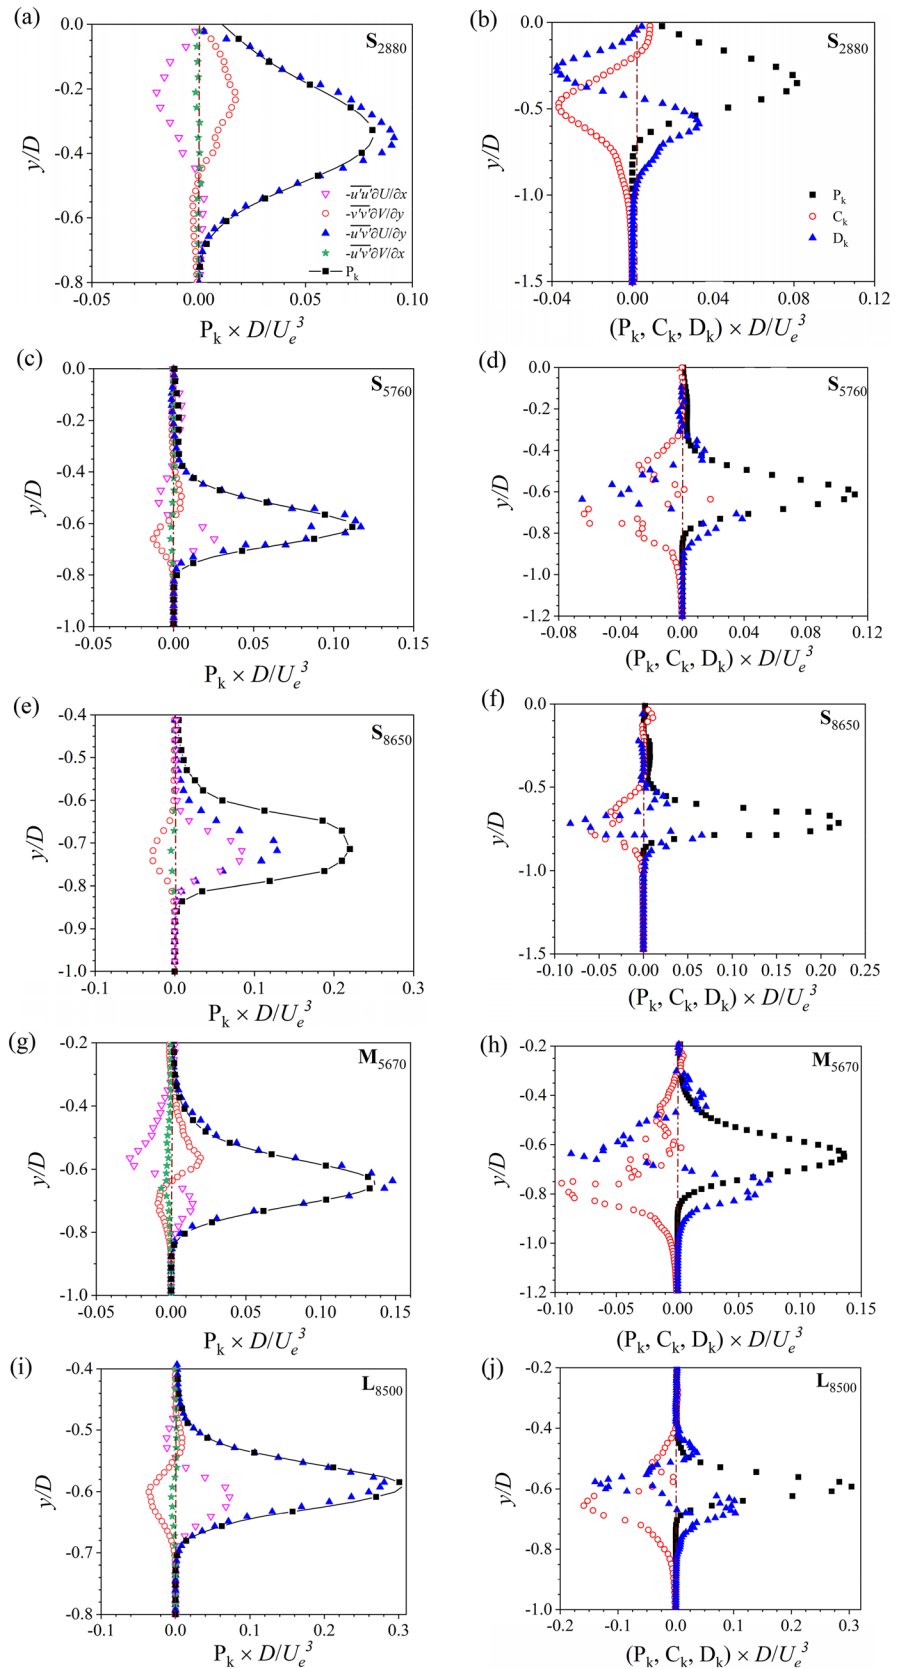 (a)
S2880
y/D
0.0
-0.2
-0.4
-0.6
-0.8
-u'u'∂U/∂x
-v'v'∂V/∂y
-u'v'∂U/∂y
-u'v'∂V/∂x
Pk
-0.05 0.00 0.05 0.10
Pk × D/Ue³
(b)
S2880
y/D
0.0
-0.5
-1.0
-1.5
Pk
Ck
Dk
-0.04 0.00 0.04 0.08 0.12
(Pk, Ck, Dk) × D/Ue³
(c)
S5760
y/D
0.0
-0.2
-0.4
-0.6
-0.8
-1.0
-0.05 0.00 0.05 0.10 0.15
Pk × D/Ue³
(d)
S5760
y/D
0.0
-0.2
-0.4
-0.6
-0.8
-1.0
-1.2
-0.08 -0.04 0.00 0.04 0.08 0.12
(Pk, Ck, Dk) × D/Ue³
(e)
S8650
y/D
-0.4
-0.5
-0.6
-0.7
-0.8
-0.9
-1.0
-0.1 0.0 0.1 0.2 0.3
Pk × D/Ue³
(f)
S8650
y/D
0.0
-0.5
-1.0
-1.5
-0.10 -0.05 0.00 0.05 0.10 0.15 0.20 0.25
(Pk, Ck, Dk) × D/Ue³
(g)
M5670
y/D
-0.2
-0.4
-0.6
-0.8
-1.0
-0.05 0.00 0.05 0.10 0.15
Pk × D/Ue³
(h)
M5670
y/D
-0.2
-0.4
-0.6
-0.8
-1.0
-1.2
-0.10 -0.05 0.00 0.05 0.10 0.15
(Pk, Ck, Dk) × D/Ue³
(i)
L8500
y/D
-0.4
-0.5
-0.6
-0.7
-0.8
-0.1 0.0 0.1 0.2 0.3
Pk × D/Ue³
(j)
L8500
y/D
-0.2
-0.4
-0.6
-0.8
-1.0
-0.2 -0.1 0.0 0.1 0.2 0.3
(Pk, Ck, Dk) × D/Ue³